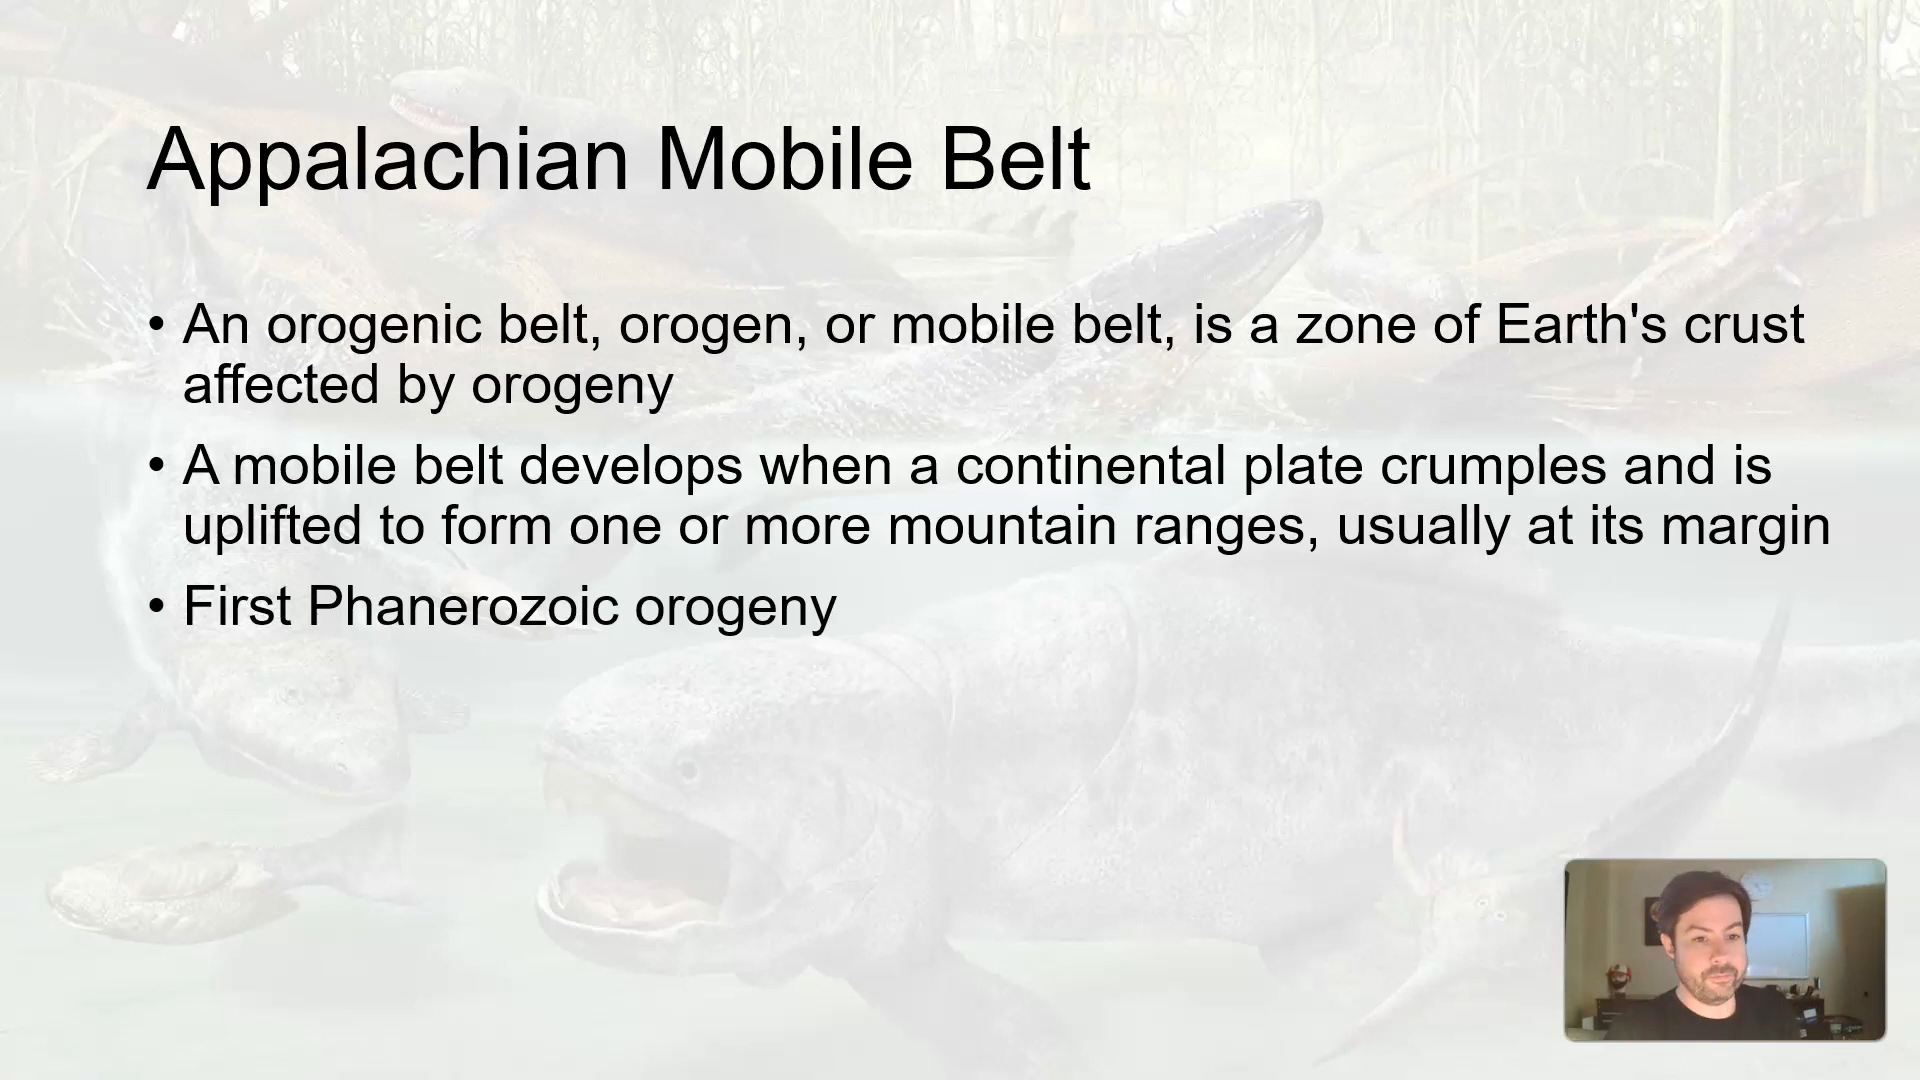 Appalachian Mobile Belt
• An orogenic belt, orogen, or mobile belt, is a zone of Earth's crust
affected by orogeny
• A mobile belt develops when a continental plate crumples and is
uplifted to form one or more mountain ranges, usually at its margin
• First Phanerozoic orogeny